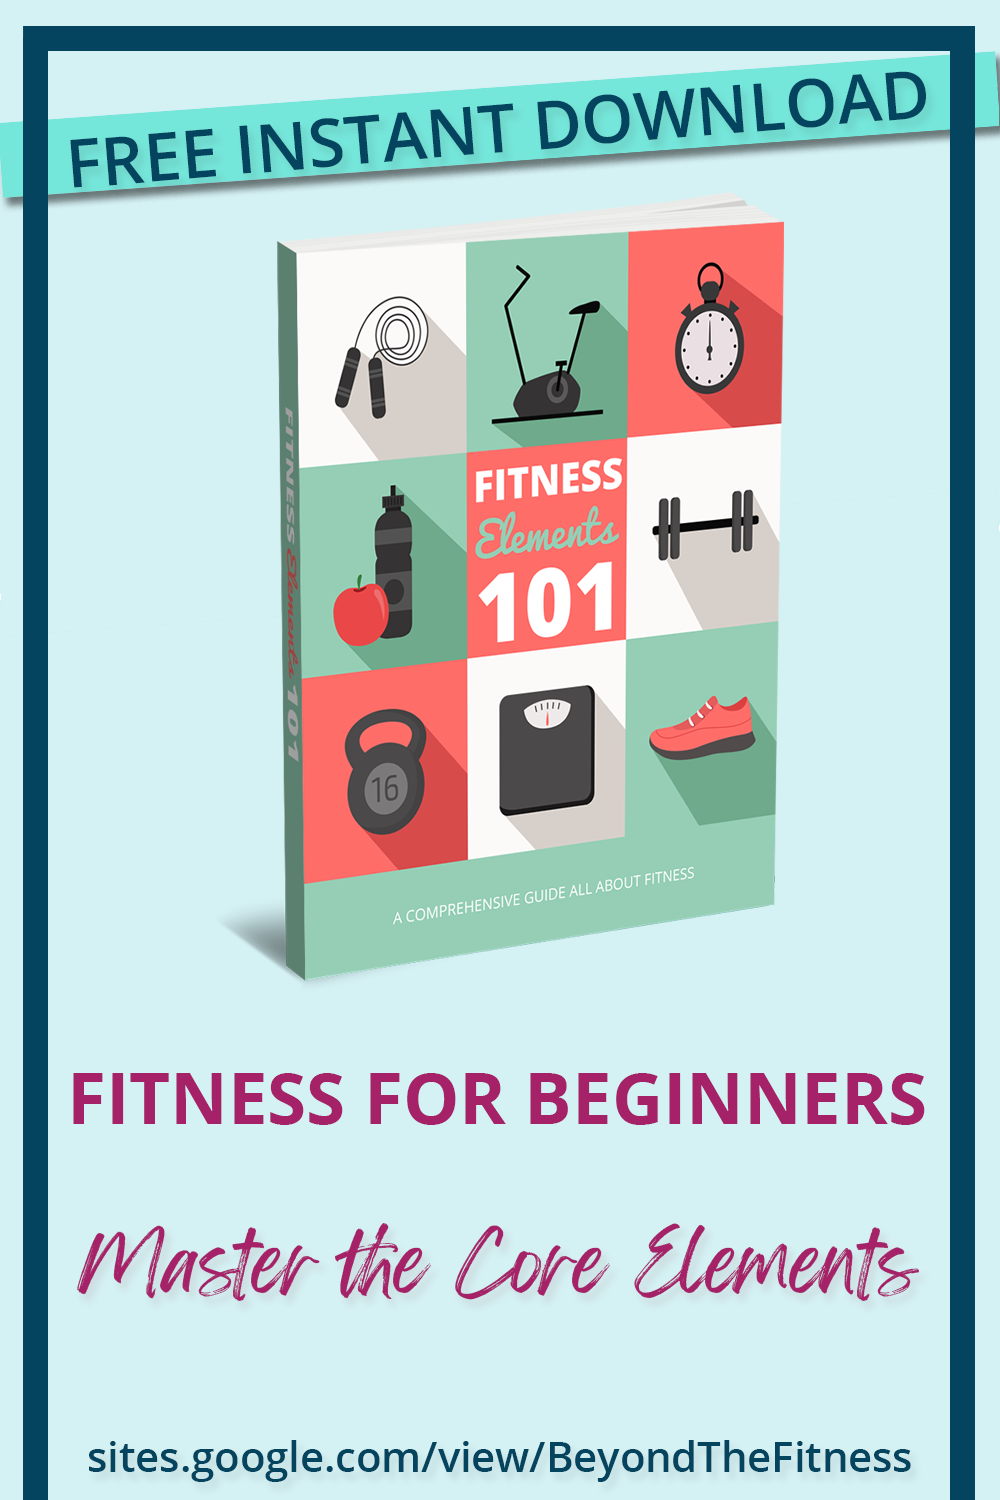 FREE INSTANT DOWNLOAD
FITNESS Elements 101
FITNESS
Elements
101
16
A COMPREHENSIVE GUIDE ALL ABOUT FITNESS
FITNESS FOR BEGINNERS
Master the Core Elements
sites.google.com/view/BeyondTheFitness